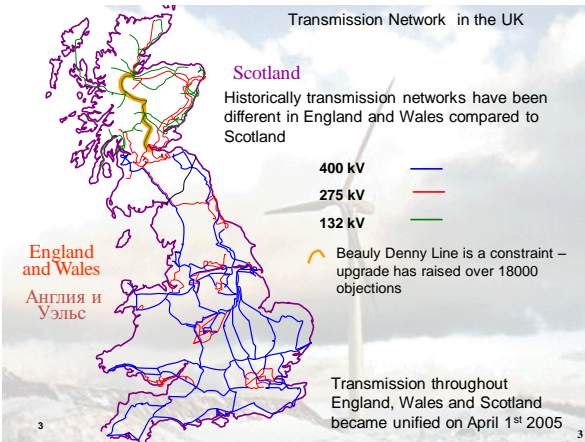 Transmission Network in the UK
Scotland
Historically transmission networks have been
different in England and Wales compared to
Scotland
400 kV
275 kV
132 kV
England
and Wales
Англия и
Уэльс
Beauly Denny Line is a constraint –
upgrade has raised over 18000
objections
Transmission throughout
England, Wales and Scotland
became unified on April 1st 2005
3
3